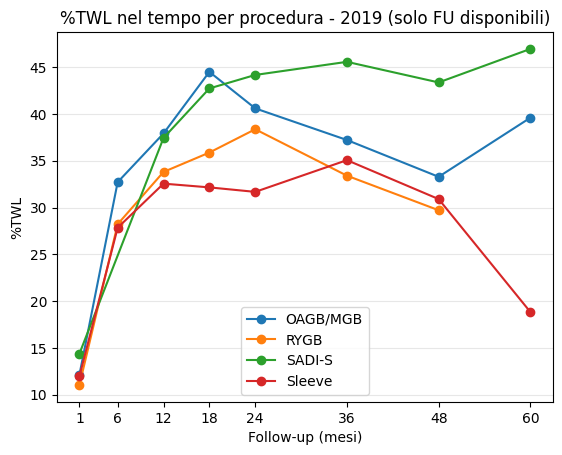 %TWL nel tempo per procedura - 2019 (solo FU disponibili)
%TWL
45
40
35
30
25
20
15
10
OAGB/MGB
RYGB
SADI-S
Sleeve
1 6 12 18 24 36 48 60
Follow-up (mesi)